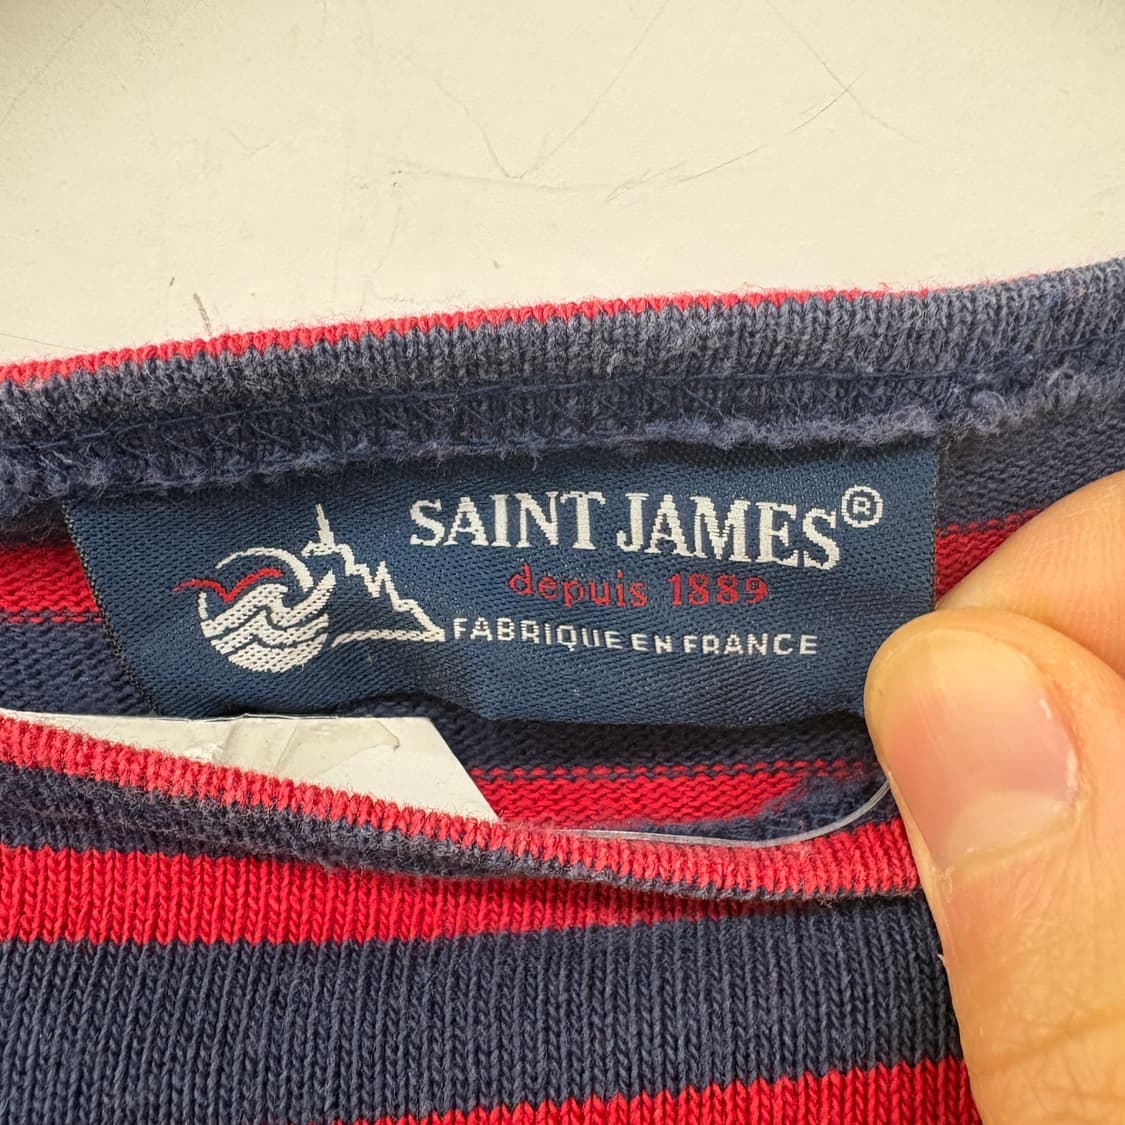 SAINT JAMES®
depuis 1889
FABRIQUE EN FRANCE